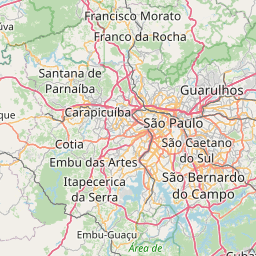 Francisco Morato
Franco da Rocha
Santana de
Parnaíba
Guarulhos
Carapicuíba
São Paulo
Cotia
São Caetano
do Sul
Embu das Artes
São Bernardo
do Campo
Itapecerica
da Serra
Embu-Guaçu
Área de